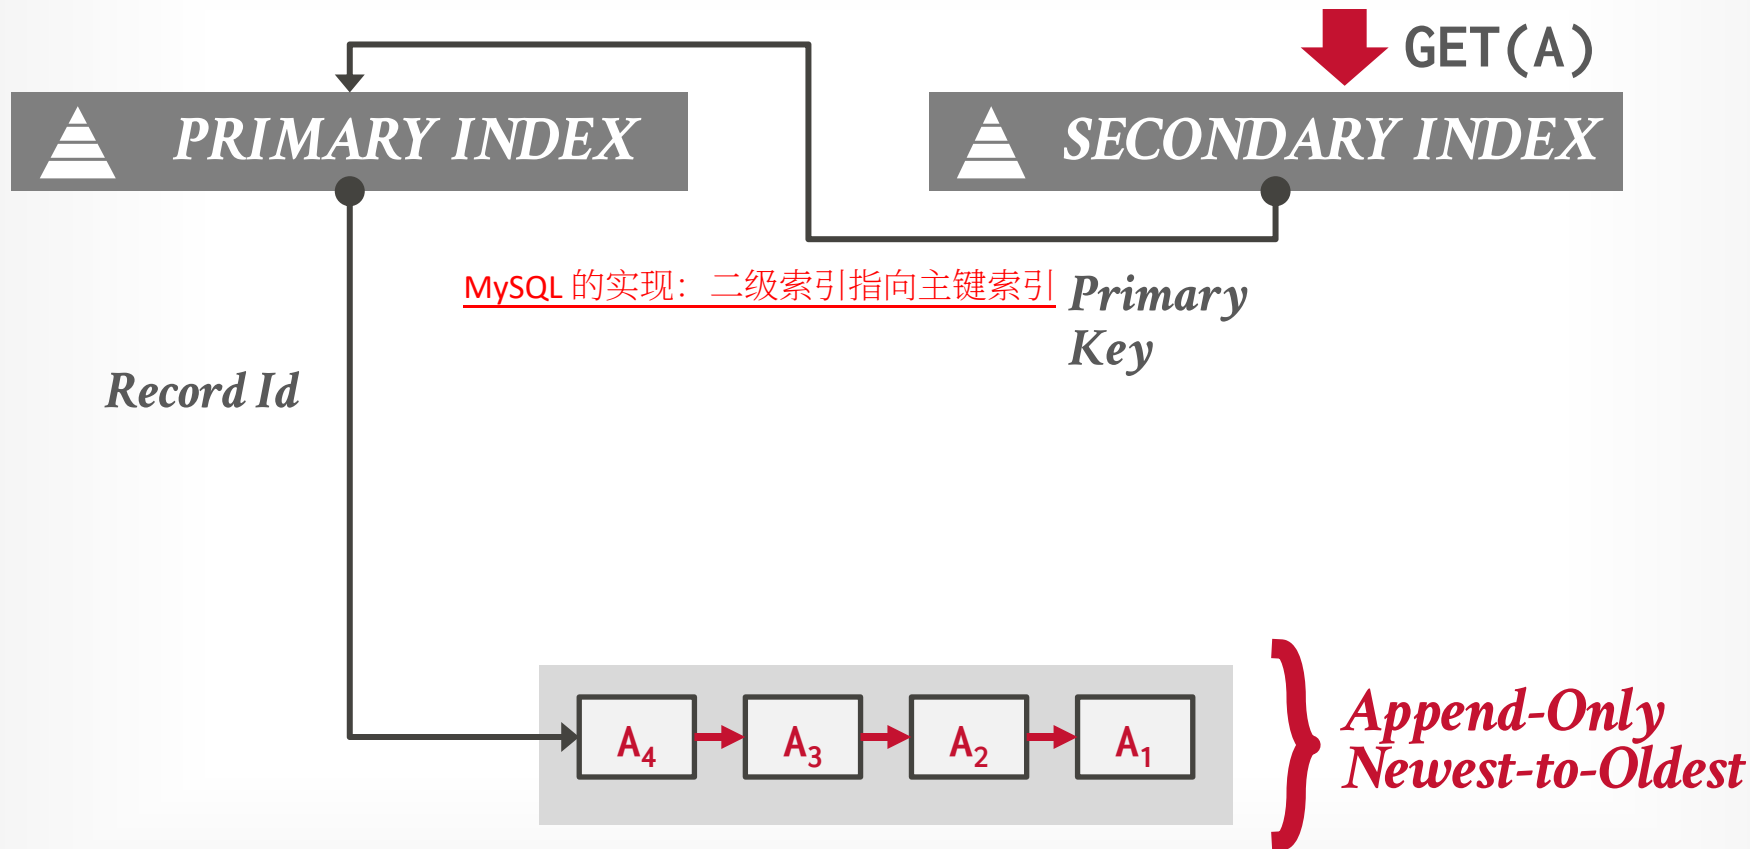 GET(A)
PRIMARY INDEX
SECONDARY INDEX
MySQL 的实现： 二级索引指向主键索引
Primary
Key
Record Id
A4
A3
A2
A1
Append-Only
Newest-to-Oldest